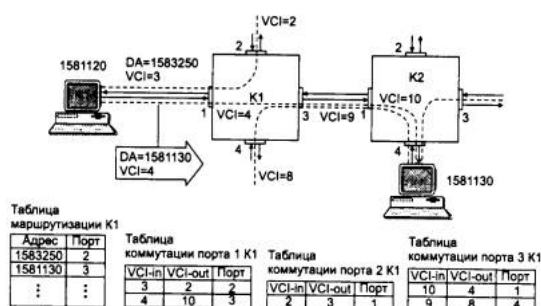 VCI=2
2
2
1581120
DA=1583250
VCI=3
K1
K2
VCI=10
1
VCI=4
3
VCI=9
1
3
DA=1581130
VCI=4
4
VCI=8
4
1581130
Таблица
маршрутизации K1
Адрес Порт
1583250 2
1581130 3
⋮ ⋮
Таблица
коммутации порта 1 K1
VCI-in VCI-out Порт
3 2 2
4 10 3
Таблица
коммутации порта 2 K1
VCI-in VCI-out Порт
2 3 1
Таблица
коммутации порта 3 K1
VCI-in VCI-out Порт
10 4 1
9 8 4